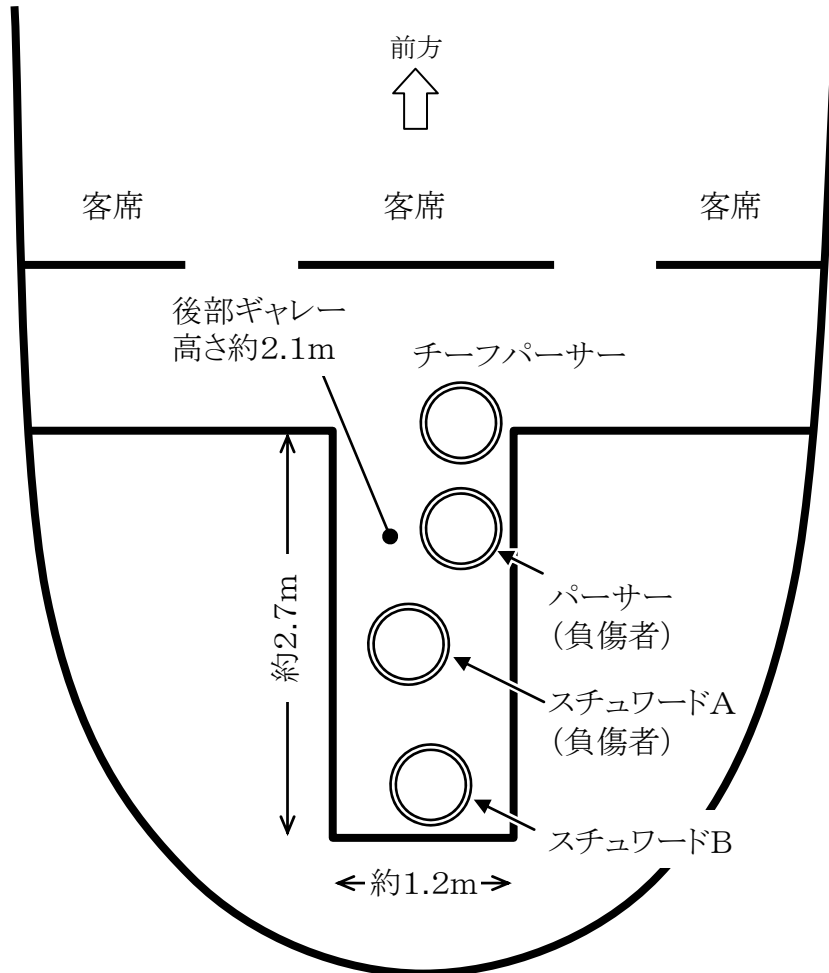 前方
客席
客席
客席
後部ギャレー
高さ約2.1m
チーフパーサー
約2.7m
パーサー
(負傷者)
スチュワードA
(負傷者)
スチュワードB
約1.2m